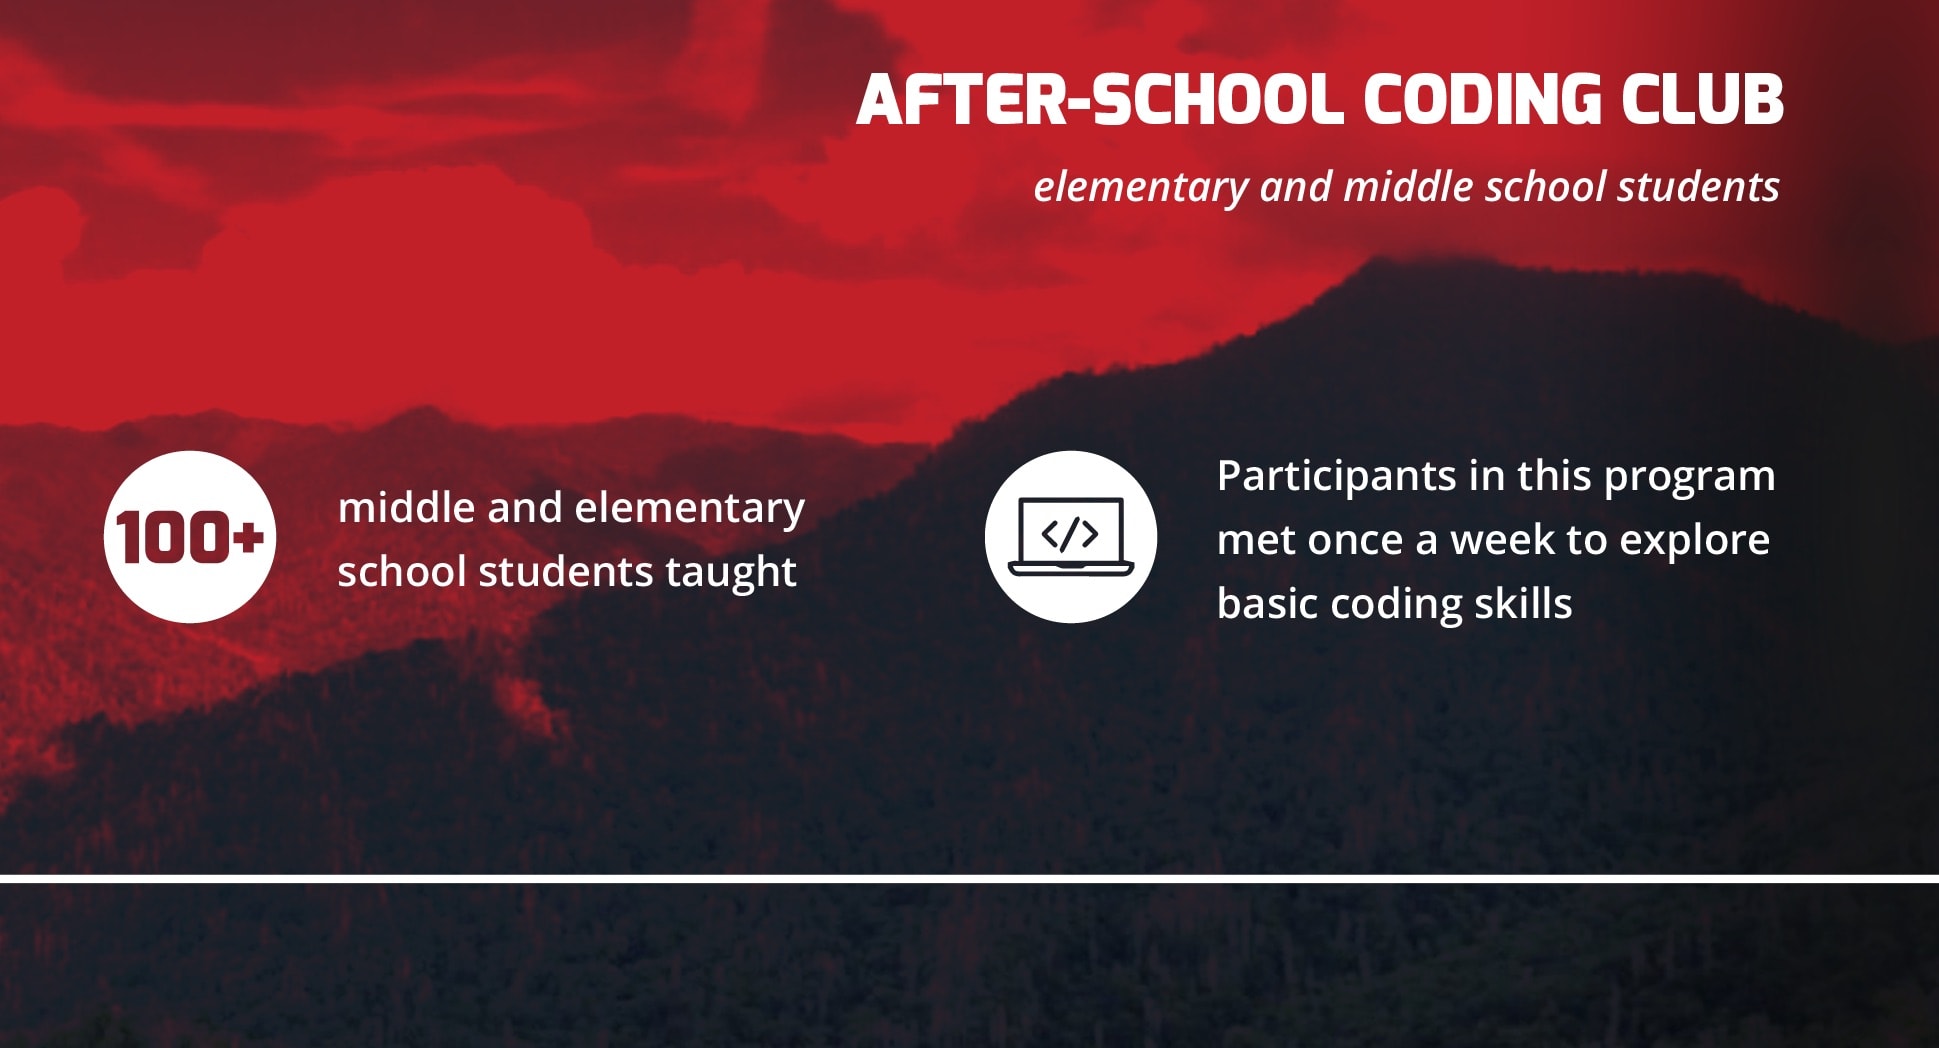 AFTER-SCHOOL CODING CLUB
elementary and middle school students
100+
middle and elementary
school students taught
</>
Participants in this program
met once a week to explore
basic coding skills